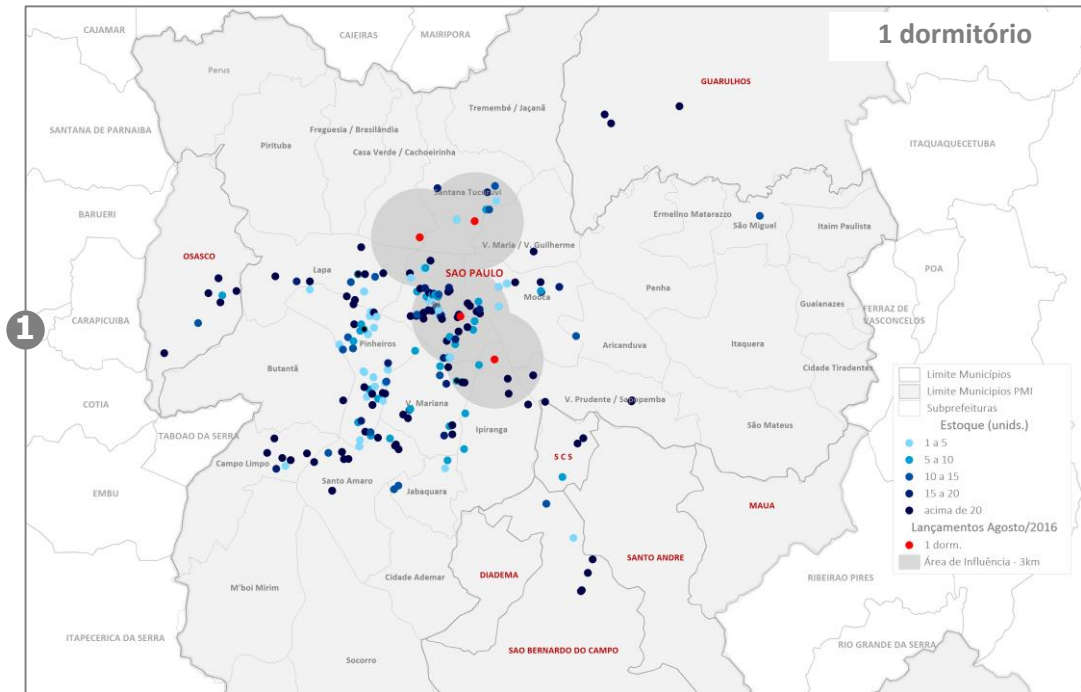 CAJAMAR
CAIEIRAS
MAIRIPORA
1 dormitório
Perus
GUARULHOS
Tremembé / Jaçanã
SANTANA DE PARNAIBA
Freguesia / Brasilândia
Pirituba
Casa Verde / Cachoeirinha
ITAQUAQUECETUBA
Santana Tucuruvi
Ermelino Matarazzo
BARUERI
São Miguel
Itaim Paulista
V. Maria / V. Guilherme
OSASCO
Lapa
SAO PAULO
POA
Penha
Mooca
Guaianazes
FERRAZ DE
VASCONCELOS
CARAPICUIBA
1
Pinheiros
Aricanduva
Itaquera
Butantã
Cidade Tiradentes
Limite Municípios
Limite Municípios PMI
Subprefeituras
Estoque (unids.)
1 a 5
5 a 10
10 a 15
15 a 20
acima de 20
Lançamentos Agosto/2016
1 dorm.
Área de Influência - 3km
COTIA
V. Mariana
V. Prudente / Sapopemba
São Mateus
TABOAO DA SERRA
Ipiranga
Campo Limpo
S C S
Santo Amaro
Jabaquara
EMBU
MAUA
SANTO ANDRE
DIADEMA
Cidade Ademar
RIBEIRAO PIRES
M'boi Mirim
ITAPECERICA DA SERRA
SAO BERNARDO DO CAMPO
RIO GRANDE DA SERRA
Socorro